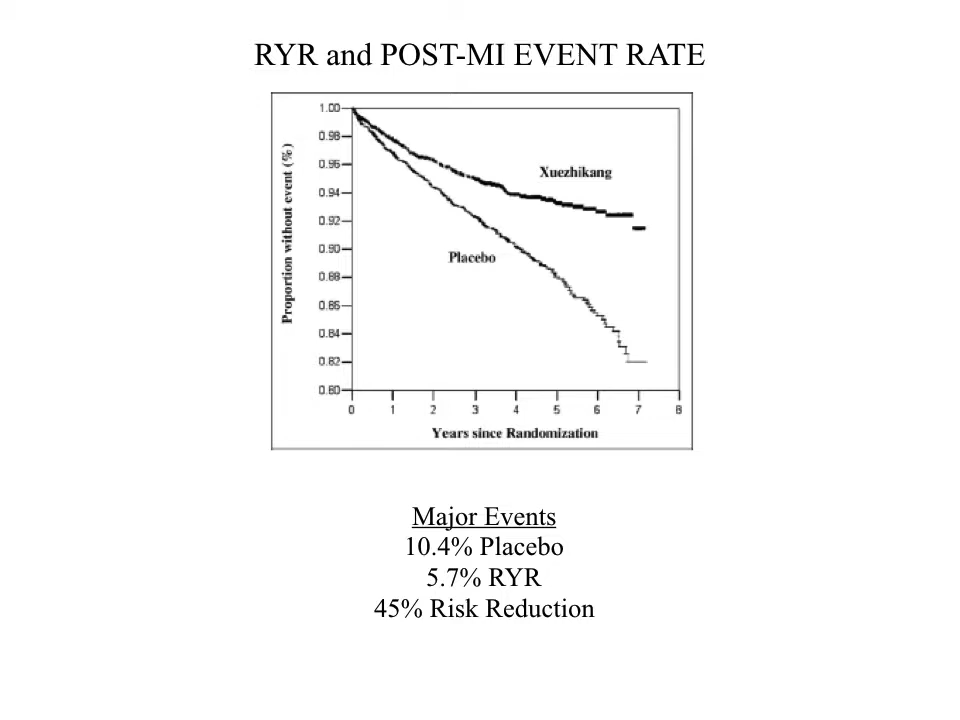 RYR and POST-MI EVENT RATE
1.00
0.98
0.96
0.94
0.92
0.90
0.88
0.86
0.84
0.82
0.80
Proportion without event (%)
Xuezhikang
Placebo
0 1 2 3 4 5 6 7 8
Years since Randomization
Major Events
10.4% Placebo
5.7% RYR
45% Risk Reduction